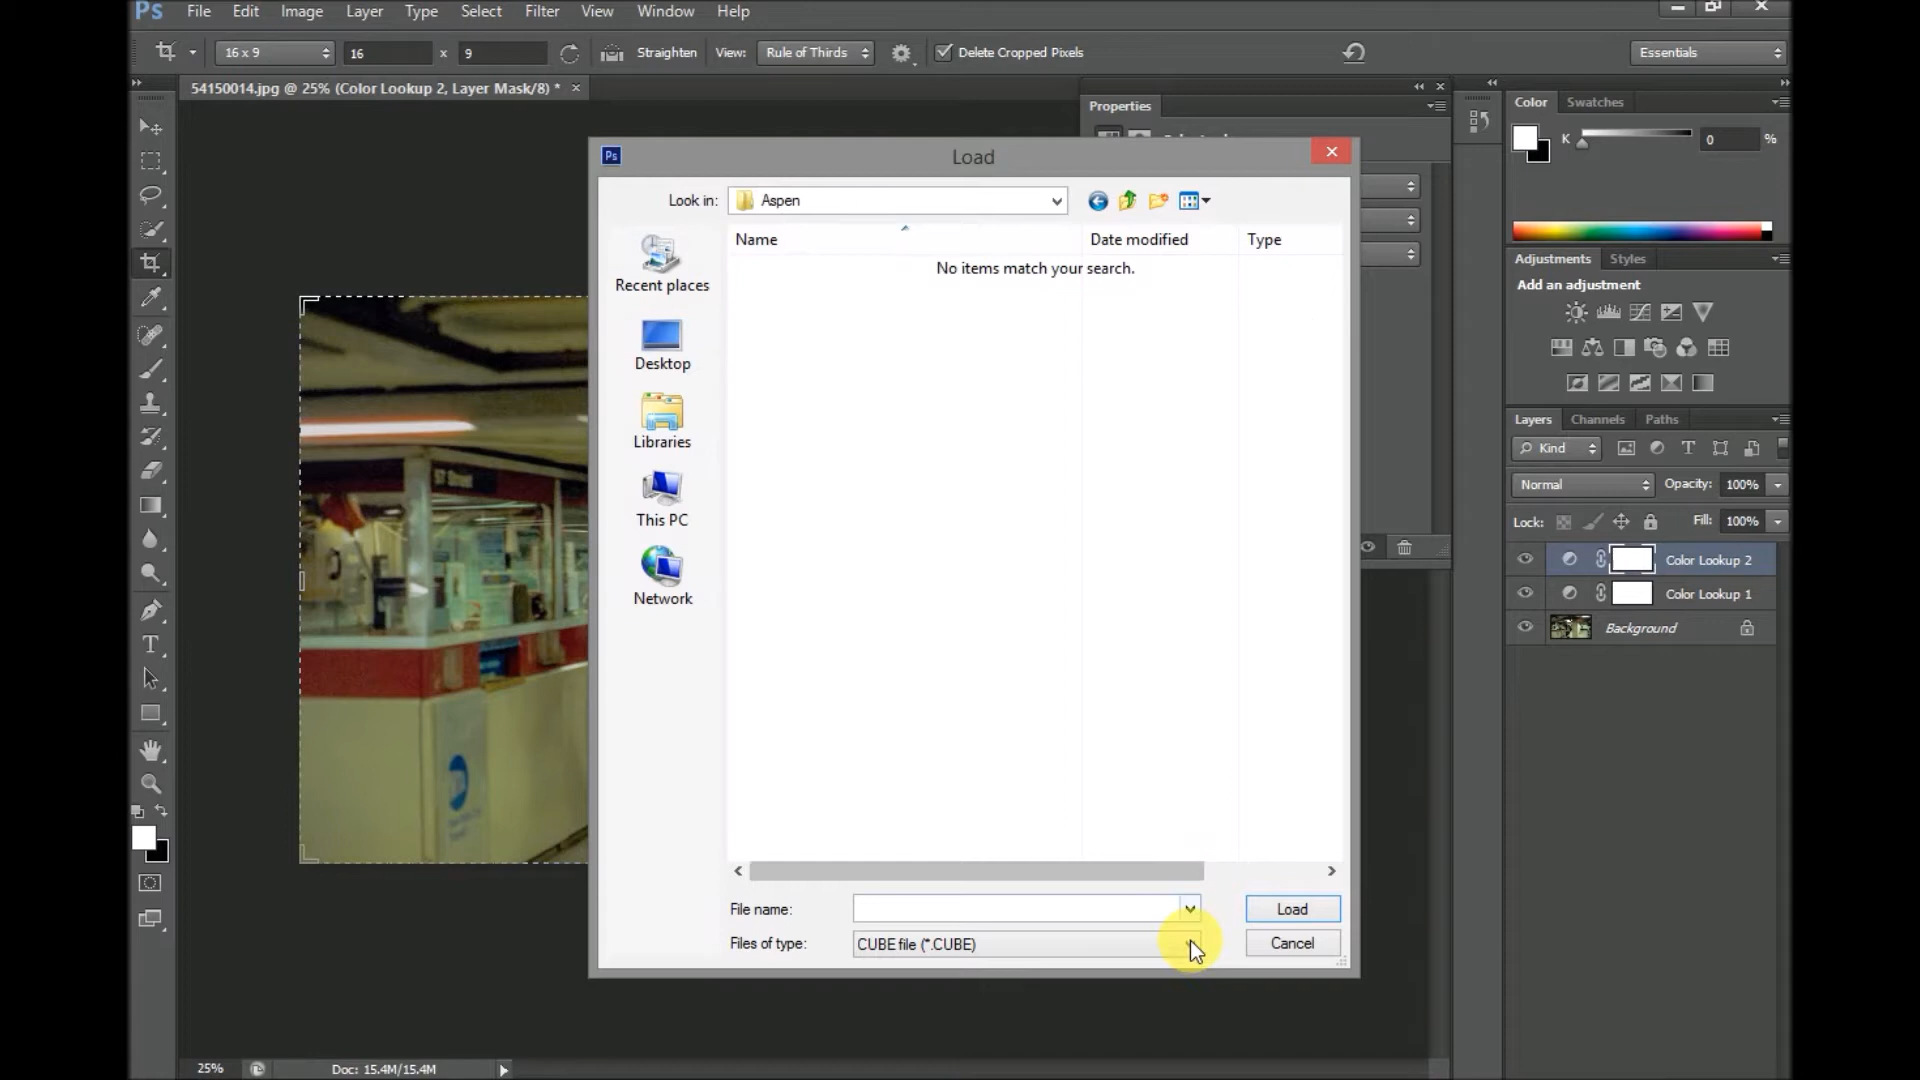 Ps File Edit Image Layer Type Select Filter View Window Help
16 x 9 16 x 9 Straighten View: Rule of Thirds Delete Cropped Pixels Essentials
54150014.jpg @ 25% (Color Lookup 2, Layer Mask/8) * ×
Properties
Color Swatches
K 0 %
Ps Load
Look in: Aspen
Name Date modified Type
No items match your search.
Recent places
Desktop
Libraries
This PC
Network
File name: Load
Files of type: CUBE file (*.CUBE) Cancel
57 Street
Adjustments Styles
Add an adjustment
Layers Channels Paths
Kind T
Normal Opacity: 100%
Lock: Fill: 100%
Color Lookup 2
Color Lookup 1
Background
T
25% Doc: 15.4M/15.4M